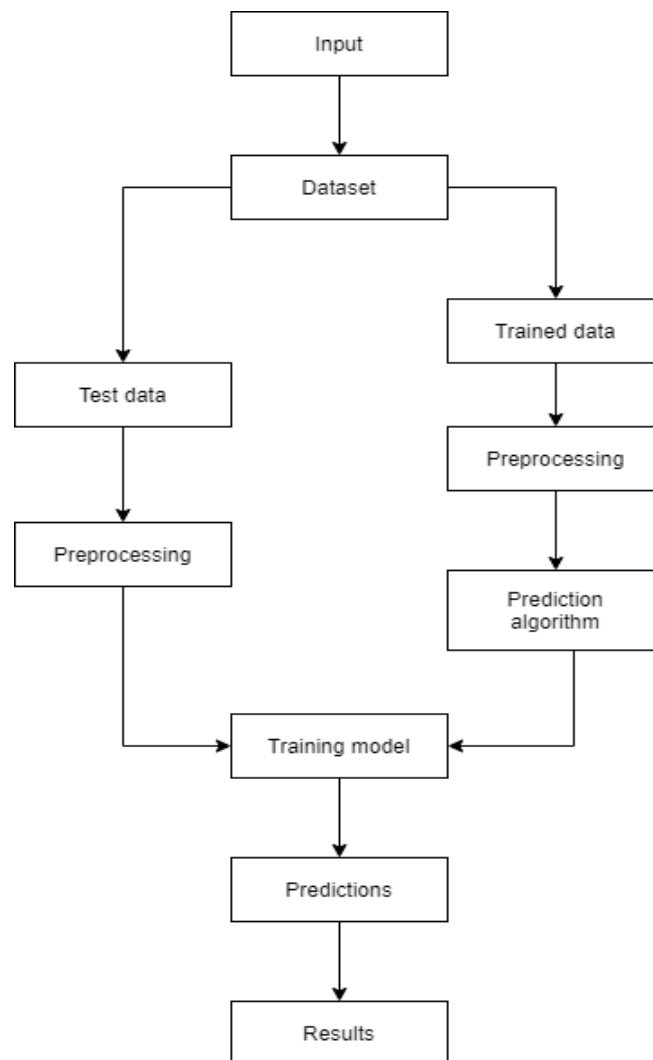 Input
Dataset
Trained data
Test data
Preprocessing
Preprocessing
Prediction
algorithm
Training model
Predictions
Results